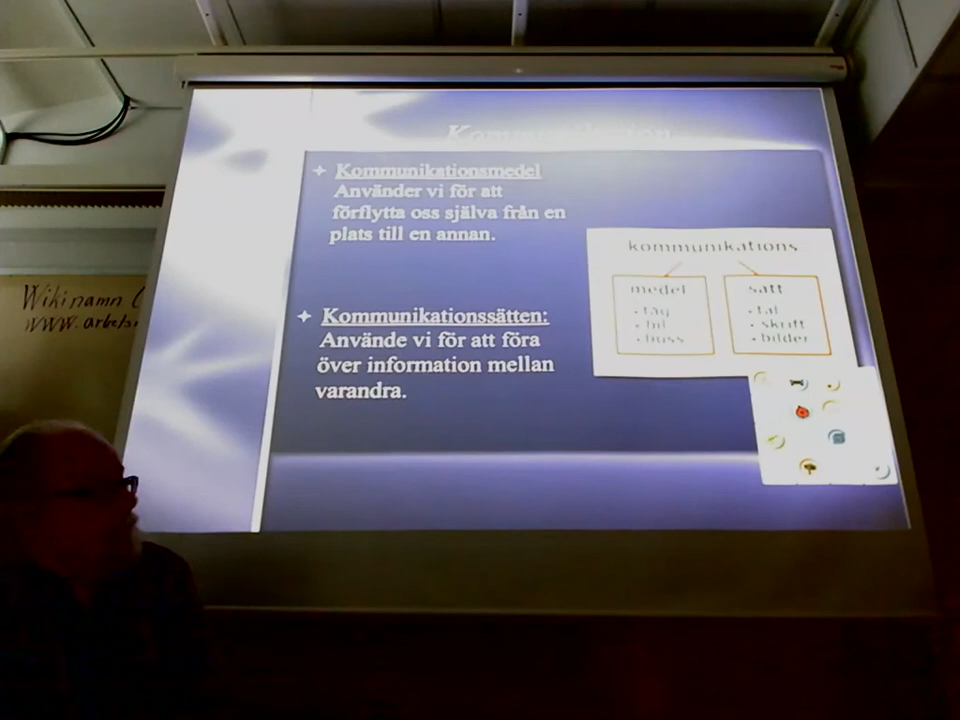 Kommunikation
Kommunikationsmedel
Använder vi för att
förflytta oss själva från en
plats till en annan.
Kommunikationssätten:
Använde vi för att föra
över information mellan
varandra.
kommunikations
medel
- tåg
- bil
- buss
sätt
- tal
- skrift
- bilder
Wikinamn (
www.arbets